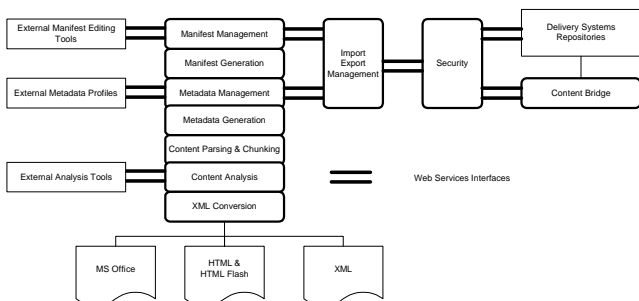 External Manifest Editing
Tools
Manifest Management
Import
Export
Management
Security
Delivery Systems
Repositories
Manifest Generation
External Metadata Profiles
Metadata Management
Content Bridge
Metadata Generation
Content Parsing & Chunking
External Analysis Tools
Content Analysis
Web Services Interfaces
XML Conversion
MS Office
HTML &
HTML Flash
XML